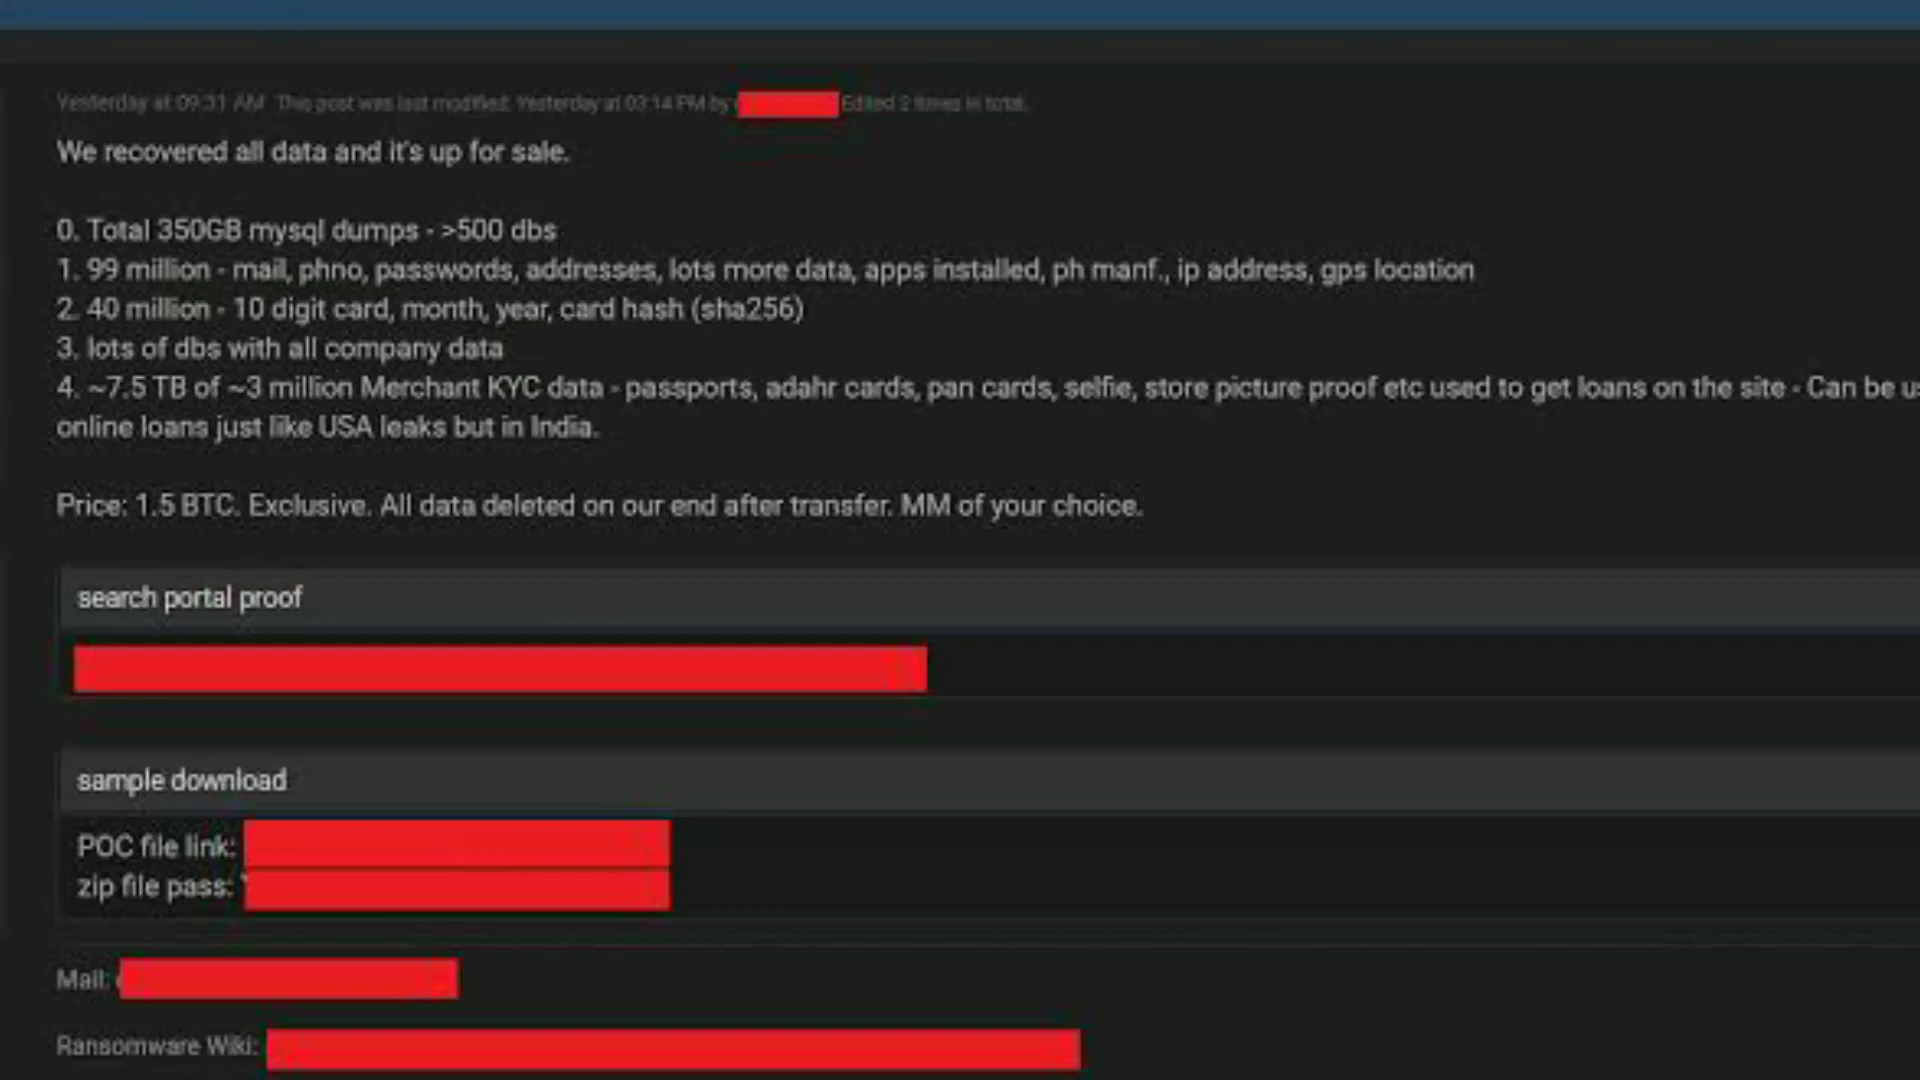 Yesterday at 09:31 AM This post was last modified: Yesterday at 03:14 PM by Edited 2 times in total.
We recovered all data and it's up for sale.
0. Total 350GB mysql dumps - >500 dbs
1. 99 million - mail, phno, passwords, addresses, lots more data, apps installed, ph manf., ip address, gps location
2. 40 million - 10 digit card, month, year, card hash (sha256)
3. lots of dbs with all company data
4. ~7.5 TB of ~3 million Merchant KYC data - passports, adahr cards, pan cards, selfie, store picture proof etc used to get loans on the site - Can be
online loans just like USA leaks but in India.
Price: 1.5 BTC. Exclusive. All data deleted on our end after transfer. MM of your choice.
search portal proof
sample download
POC file link:
zip file pass:
Mail:
Ransomware Wiki: